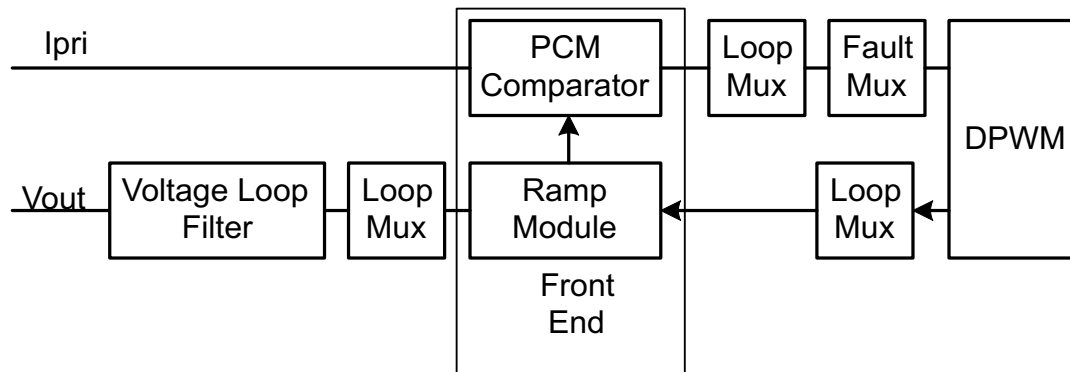 Ipri
PCM
Comparator
Loop
Mux
Fault
Mux
DPWM
Vout
Voltage Loop
Filter
Loop
Mux
Ramp
Module
Loop
Mux
Front
End